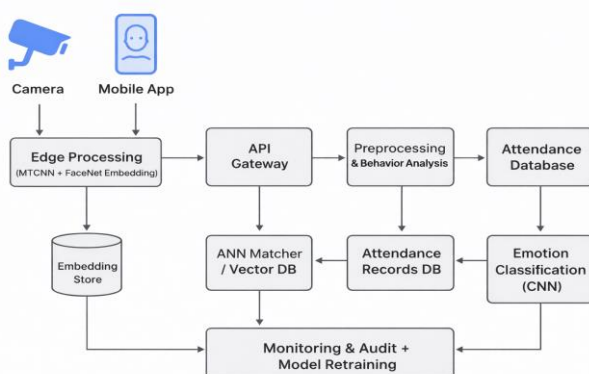 Camera
Mobile App
Edge Processing
(MTCNN + FaceNet Embedding)
API
Gateway
Preprocessing
& Behavior Analysis
Attendance
Database
Embedding
Store
ANN Matcher
/ Vector DB
Attendance
Records DB
Emotion
Classification
(CNN)
Monitoring & Audit +
Model Retraining